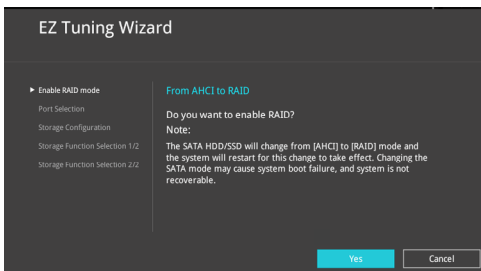 EZ Tuning Wizard
Enable RAID mode
Port Selection
Storage Configuration
Storage Function Selection 1/2
Storage Function Selection 2/2
From AHCI to RAID
Do you want to enable RAID?
Note:
The SATA HDD/SSD will change from [AHCI] to [RAID] mode and
the system will restart for this change to take effect. Changing the
SATA mode may cause system boot failure, and system is not
recoverable.
Yes
Cancel